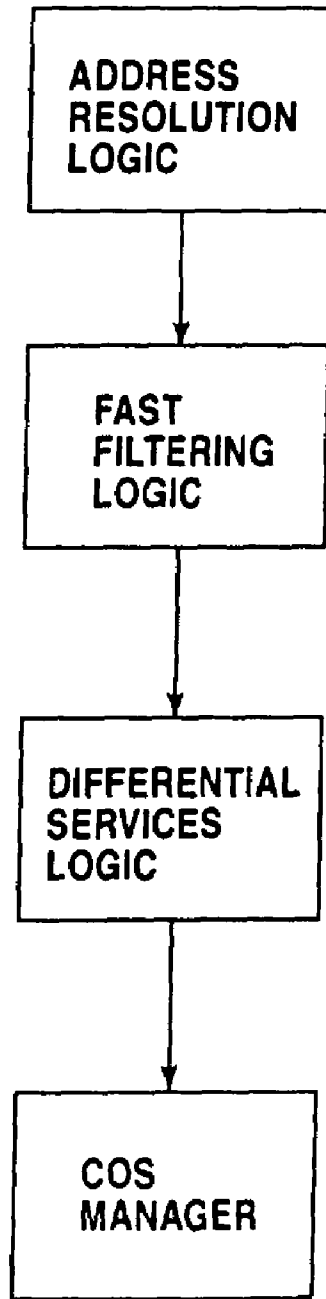 ADDRESS
RESOLUTION
LOGIC
FAST
FILTERING
LOGIC
DIFFERENTIAL
SERVICES
LOGIC
COS
MANAGER